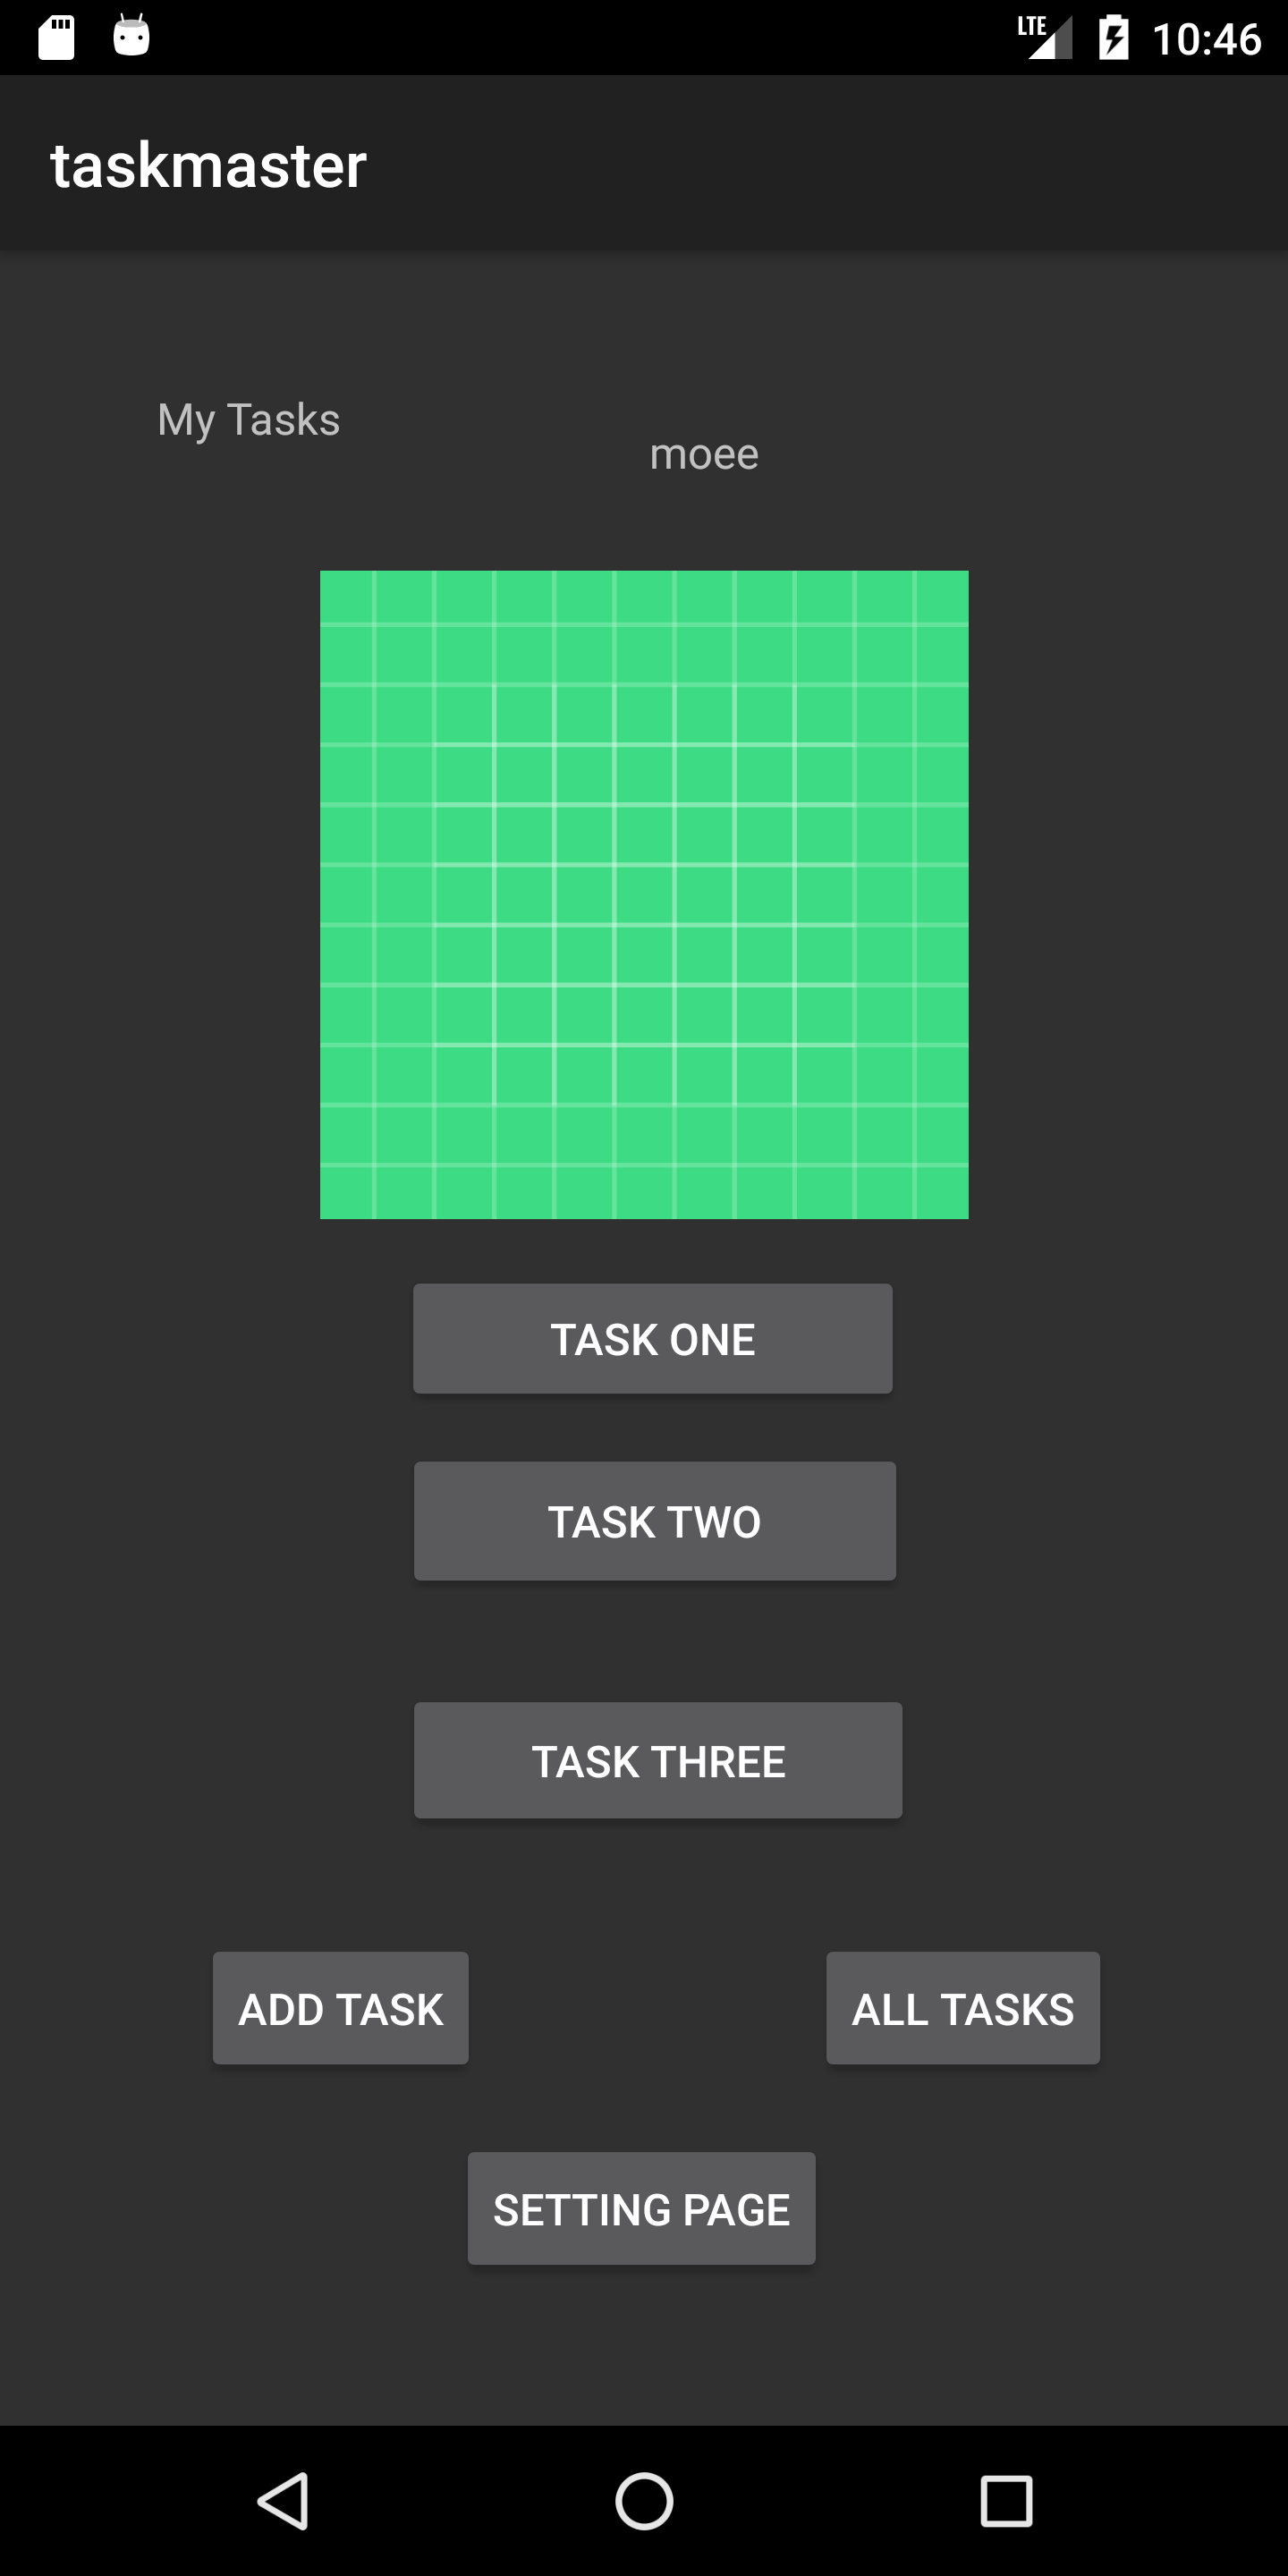 LTE 10:46
taskmaster
My Tasks
moee
TASK ONE
TASK TWO
TASK THREE
ADD TASK
ALL TASKS
SETTING PAGE